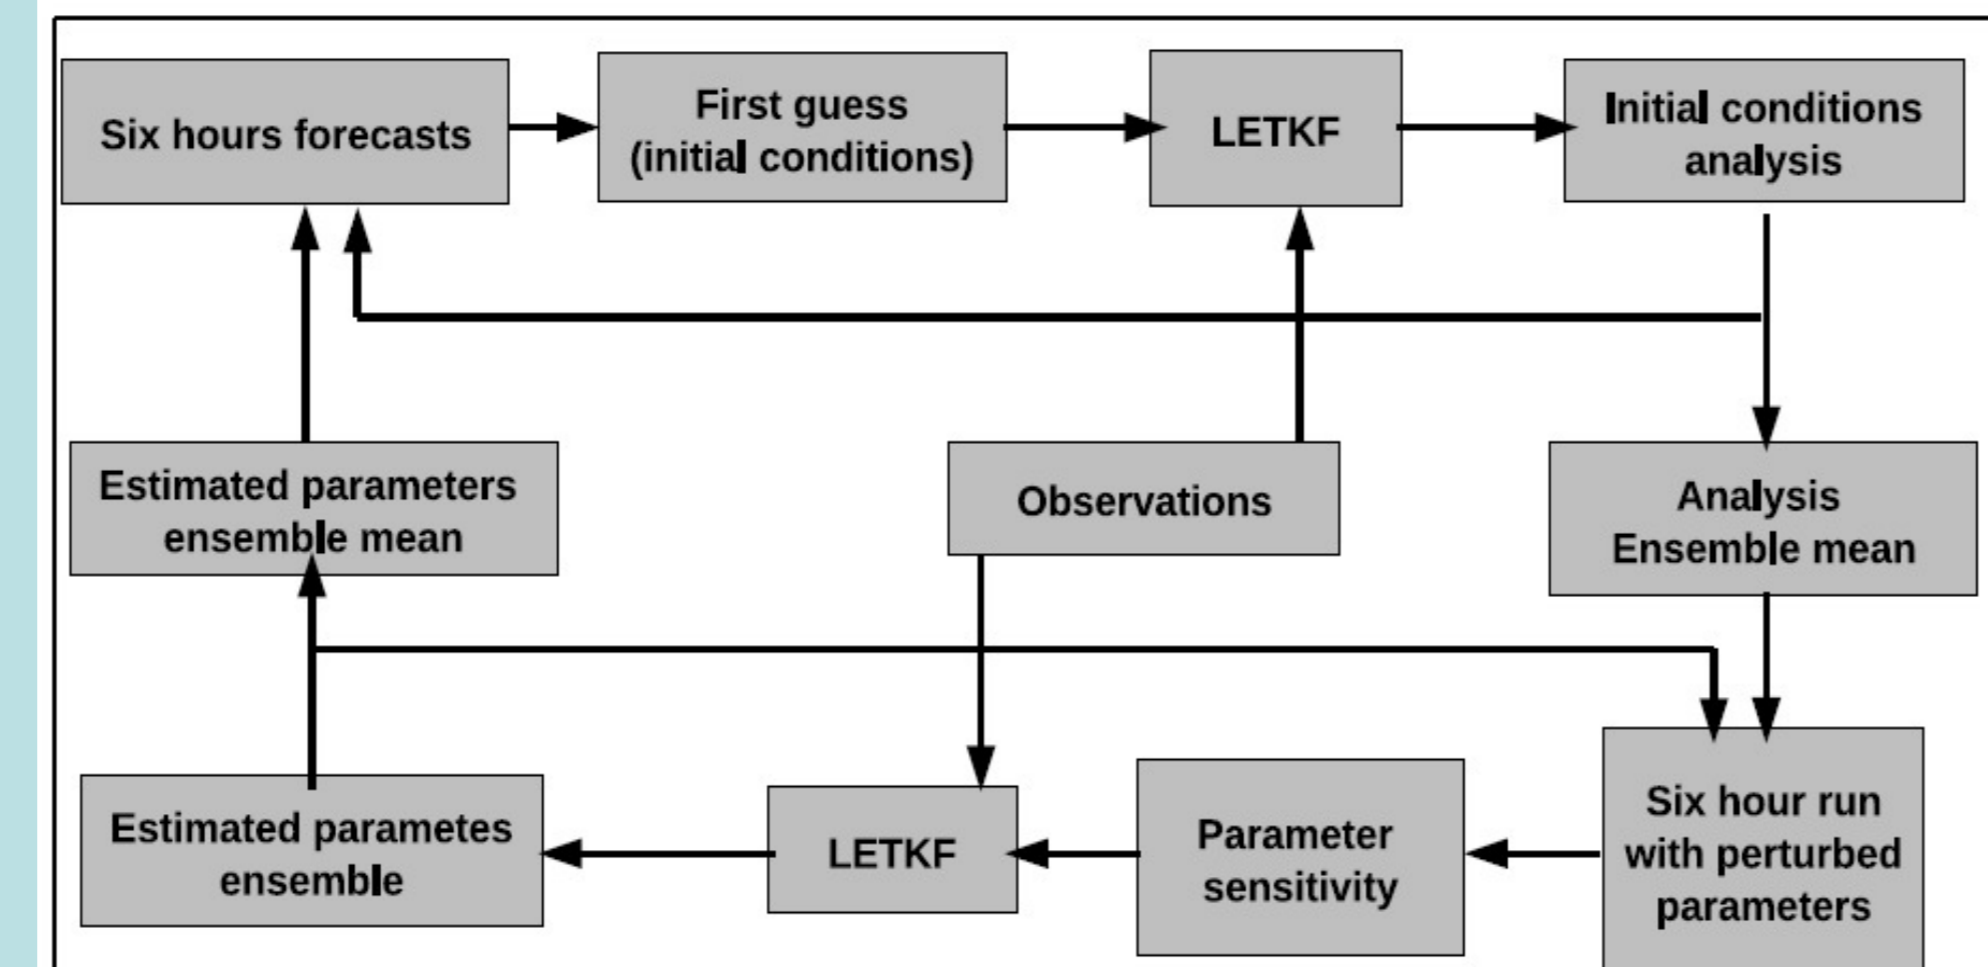 Six hours forecasts
First guess
(initial conditions)
LETKF
Initial conditions
analysis
Estimated parameters
ensemble mean
Observations
Analysis
Ensemble mean
Estimated parametes
ensemble
LETKF
Parameter
sensitivity
Six hour run
with perturbed
parameters